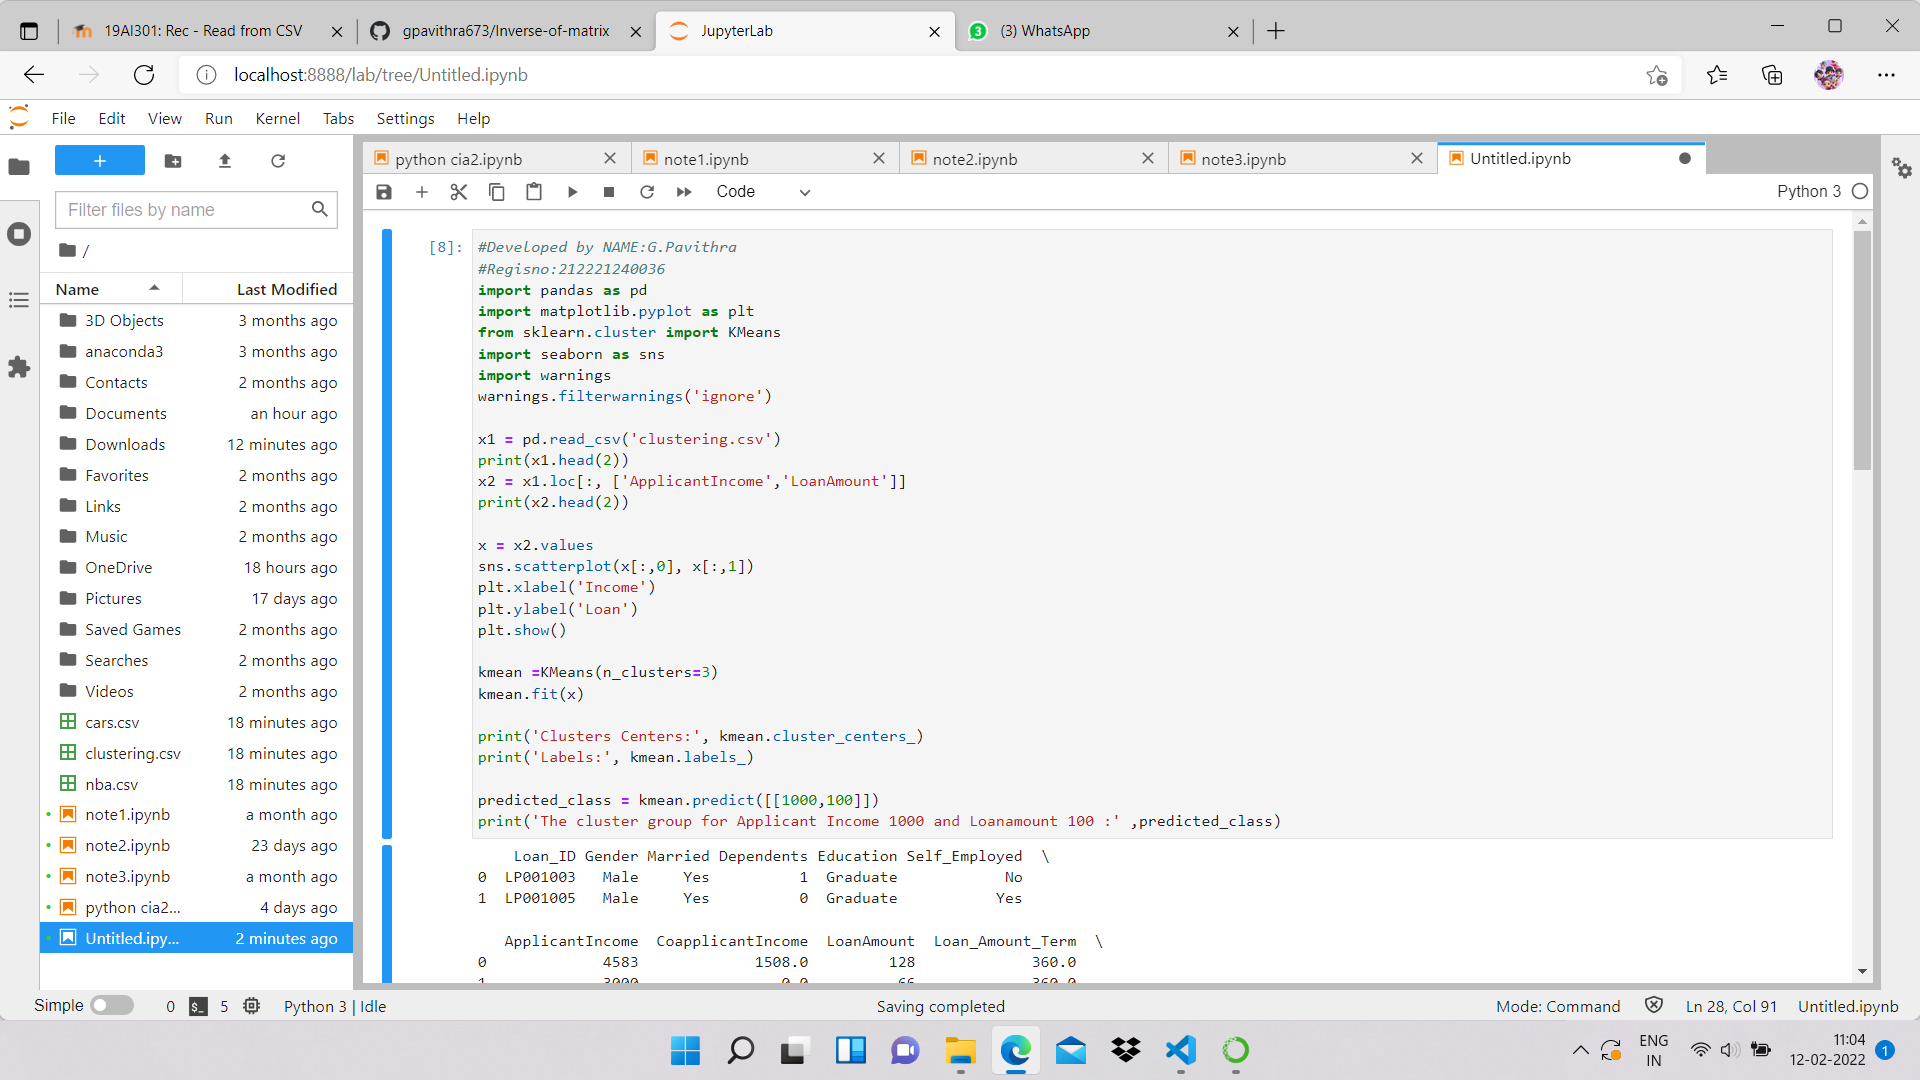 19AI301: Rec - Read from CSV
gpavithra673/Inverse-of-matrix
JupyterLab
3
(3) WhatsApp
localhost:8888/lab/tree/Untitled.ipynb
File Edit View Run Kernel Tabs Settings Help
python cia2.ipynb
note1.ipynb
note2.ipynb
note3.ipynb
Untitled.ipynb
Code
Python 3
Filter files by name
/
Name Last Modified
3D Objects 3 months ago
anaconda3 3 months ago
Contacts 2 months ago
Documents an hour ago
Downloads 12 minutes ago
Favorites 2 months ago
Links 2 months ago
Music 2 months ago
OneDrive 18 hours ago
Pictures 17 days ago
Saved Games 2 months ago
Searches 2 months ago
Videos 2 months ago
cars.csv 18 minutes ago
clustering.csv 18 minutes ago
nba.csv 18 minutes ago
note1.ipynb a month ago
note2.ipynb 23 days ago
note3.ipynb a month ago
python cia2... 4 days ago
Untitled.ipy... 2 minutes ago
[8]: #Developed by NAME:G.Pavithra
#Regisno:212221240036
import pandas as pd
import matplotlib.pyplot as plt
from sklearn.cluster import KMeans
import seaborn as sns
import warnings
warnings.filterwarnings('ignore')
x1 = pd.read_csv('clustering.csv')
print(x1.head(2))
x2 = x1.loc[:, ['ApplicantIncome','LoanAmount']]
print(x2.head(2))
x = x2.values
sns.scatterplot(x[:,0], x[:,1])
plt.xlabel('Income')
plt.ylabel('Loan')
plt.show()
kmean =KMeans(n_clusters=3)
kmean.fit(x)
print('Clusters Centers:', kmean.cluster_centers_)
print('Labels:', kmean.labels_)
predicted_class = kmean.predict([[1000,100]])
print('The cluster group for Applicant Income 1000 and Loanamount 100 :' ,predicted_class)
Loan_ID Gender Married Dependents Education Self_Employed \
0 LP001003 Male Yes 1 Graduate No
1 LP001005 Male Yes 0 Graduate Yes
ApplicantIncome CoapplicantIncome LoanAmount Loan_Amount_Term \
0 4583 1508.0 128 360.0
1 3000 0.0 66 360.0
Simple 0 $_ 5 Python 3 | Idle Saving completed Mode: Command Ln 28, Col 91 Untitled.ipynb
ENG
IN
11:04
12-02-2022
1